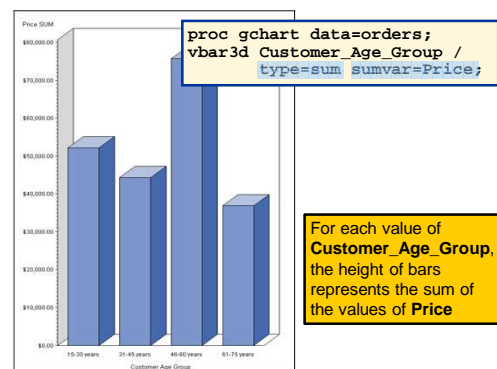 Price SUM
$80,000.00
$70,000.00
$60,000.00
$50,000.00
$40,000.00
$30,000.00
$20,000.00
$10,000.00
$0.00
15-30 years 31-45 years 46-60 years 61-75 years
Customer Age Group
proc gchart data=orders;
vbar3d Customer_Age_Group /
type=sum sumvar=Price;
For each value of
Customer_Age_Group,
the height of bars
represents the sum of
the values of Price